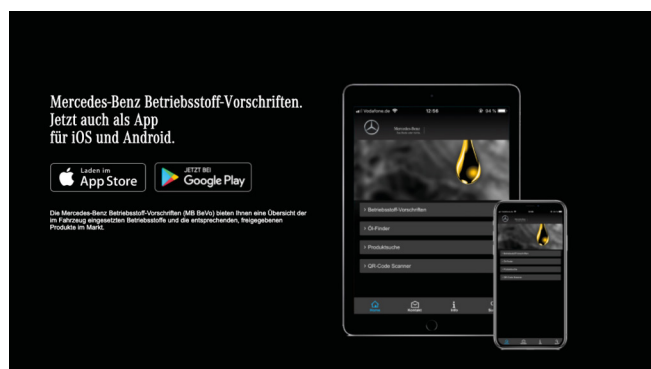 Mercedes-Benz Betriebsstoff-Vorschriften.
Jetzt auch als App
für iOS und Android.
Laden im
App Store
JETZT BEI
Google Play
Die Mercedes-Benz Betriebsstoff-Vorschriften (MB BeVo) bieten Ihnen eine Übersicht der
im Fahrzeug eingesetzten Betriebsstoffe und die entsprechenden, freigegebenen
Produkte im Markt.
Vodafone.de
12:56
94 %
Mercedes-Benz
> Betriebsstoff-Vorschriften
> Öl-Finder
> Produktsuche
> QR-Code Scanner
Home
Kontakt
Info